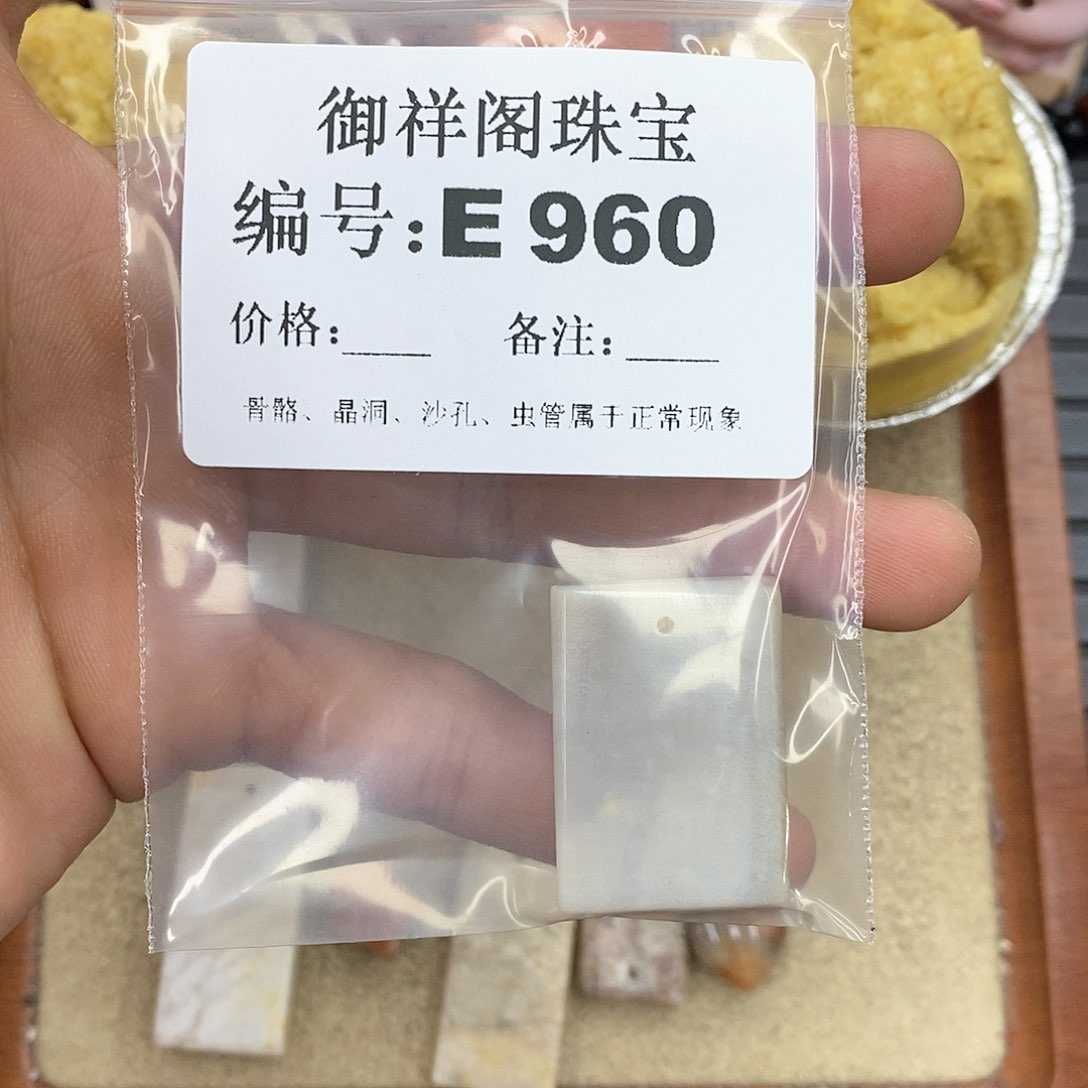 御祥阁珠宝
编号:E 960
价格:____ 备注:____
骨骼、晶洞、沙孔、虫管属于正常现象